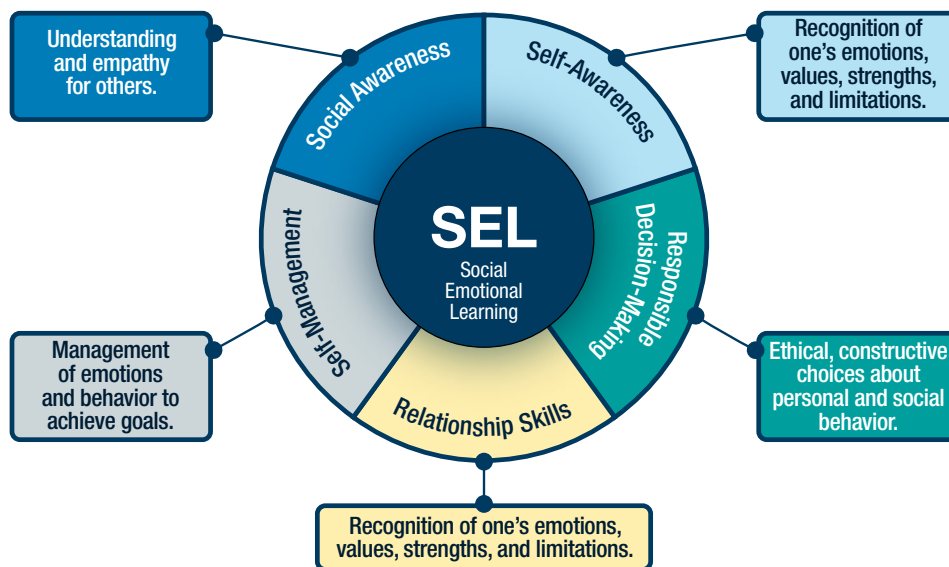 Understanding
and empathy
for others.
Social Awareness
Self-Awareness
Recognition of
one's emotions,
values, strengths,
and limitations.
SEL
Social
Emotional
Learning
Self-Management
Responsible
Decision-Making
Management
of emotions
and behavior to
achieve goals.
Relationship Skills
Ethical, constructive
choices about
personal and social
behavior.
Recognition of one's emotions,
values, strengths, and limitations.